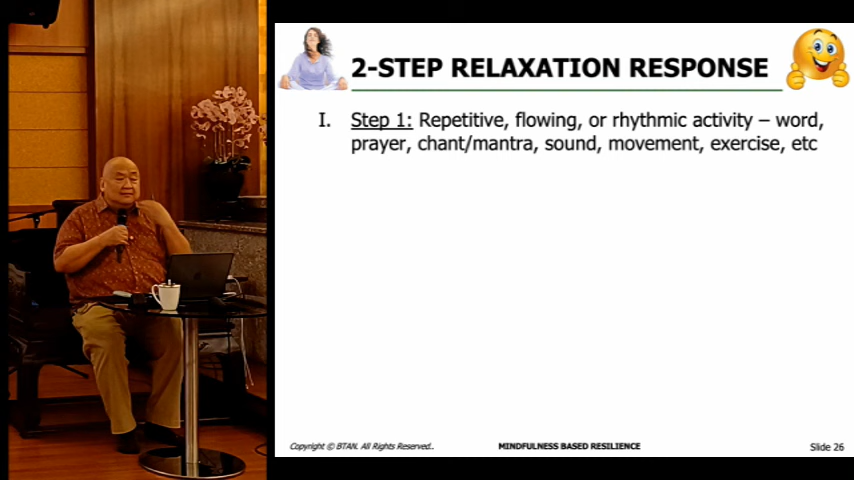 2-STEP RELAXATION RESPONSE
I. Step 1: Repetitive, flowing, or rhythmic activity – word,
prayer, chant/mantra, sound, movement, exercise, etc
Copyright © BTAN. All Rights Reserved..
MINDFULNESS BASED RESILIENCE
Slide 26